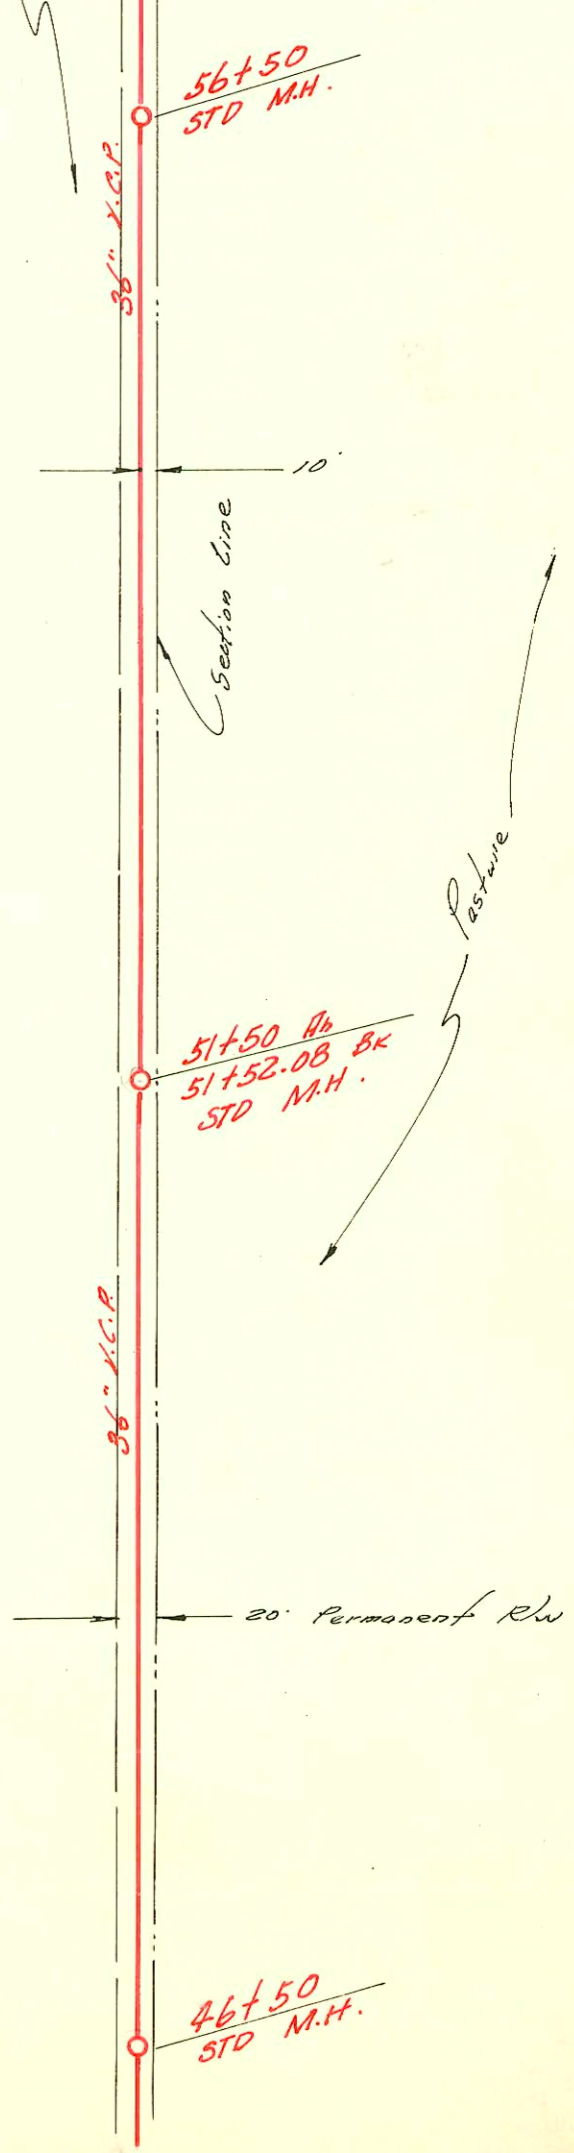 56+50
STD M.H.
36" V.C.P.
10'
Section Line
Pasture
51+50 Ah
51+52.08 BK
STD M.H.
36" V.C.P.
20' Permanent R/W
46+50
STD M.H.